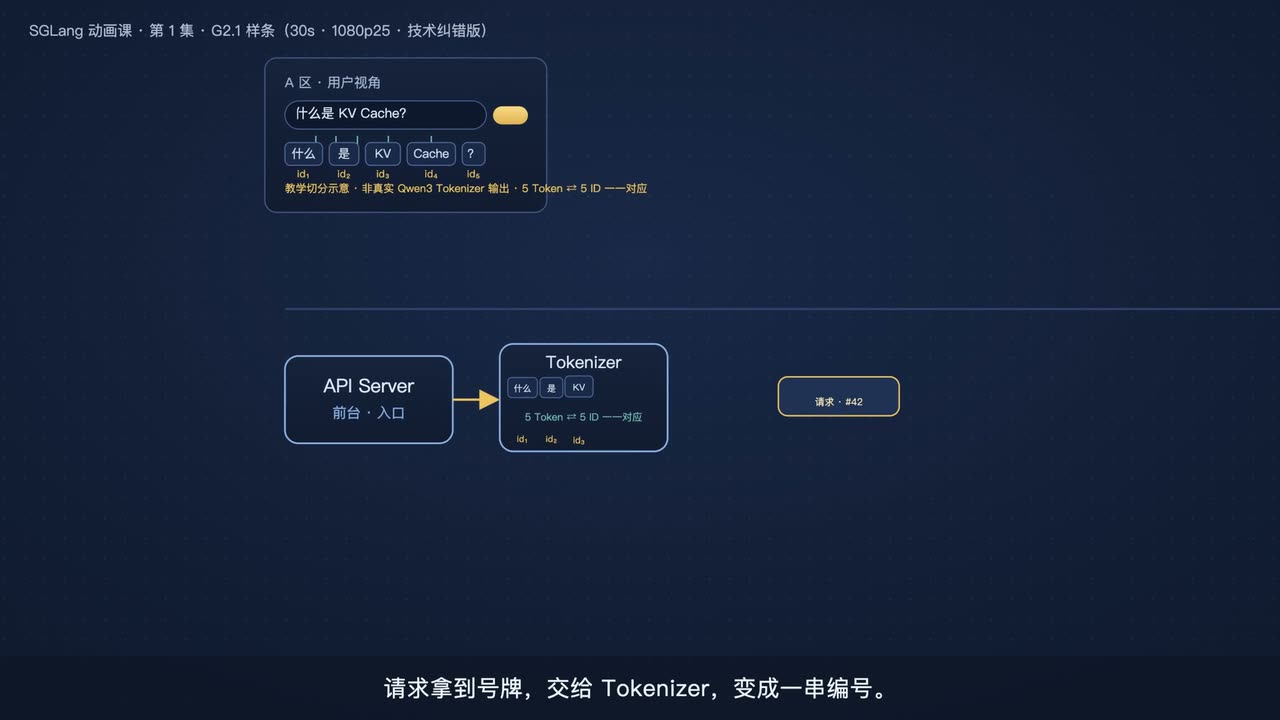 SGLang 动画课 · 第 1 集 · G2.1 样条（30s · 1080p25 · 技术纠错版）
A 区 · 用户视角
什么是 KV Cache?
什么 是 KV Cache ?
id₁ id₂ id₃ id₄ id₅
教学切分示意 · 非真实 Qwen3 Tokenizer 输出 · 5 Token ⇄ 5 ID 一一对应
API Server
前台 · 入口
Tokenizer
什么 是 KV
5 Token ⇄ 5 ID 一一对应
id₁ id₂ id₃
请求 · #42
请求拿到号牌，交给 Tokenizer，变成一串编号。